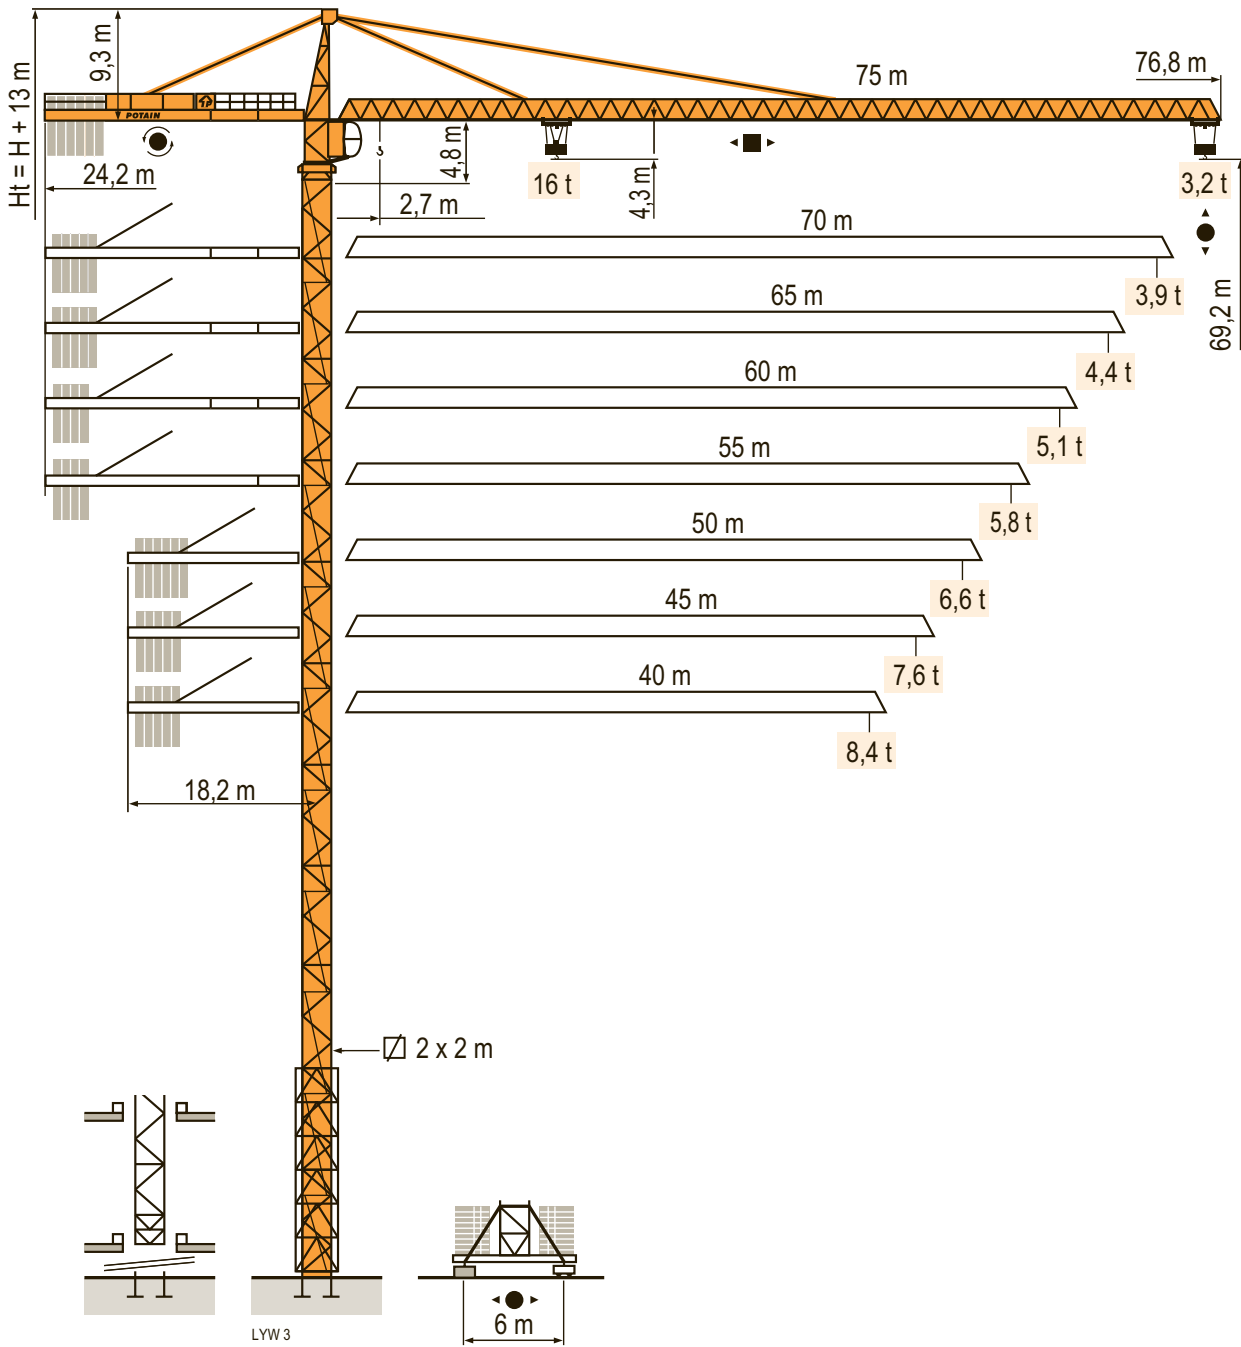 Ht = H + 13 m
9,3 m
75 m
76,8 m
POTAIN
4,8 m
24,2 m
2,7 m
16 t
4,3 m
3,2 t
70 m
3,9 t
69,2 m
65 m
4,4 t
60 m
5,1 t
55 m
5,8 t
50 m
6,6 t
45 m
7,6 t
40 m
8,4 t
18,2 m
2 x 2 m
6 m
LYW 3